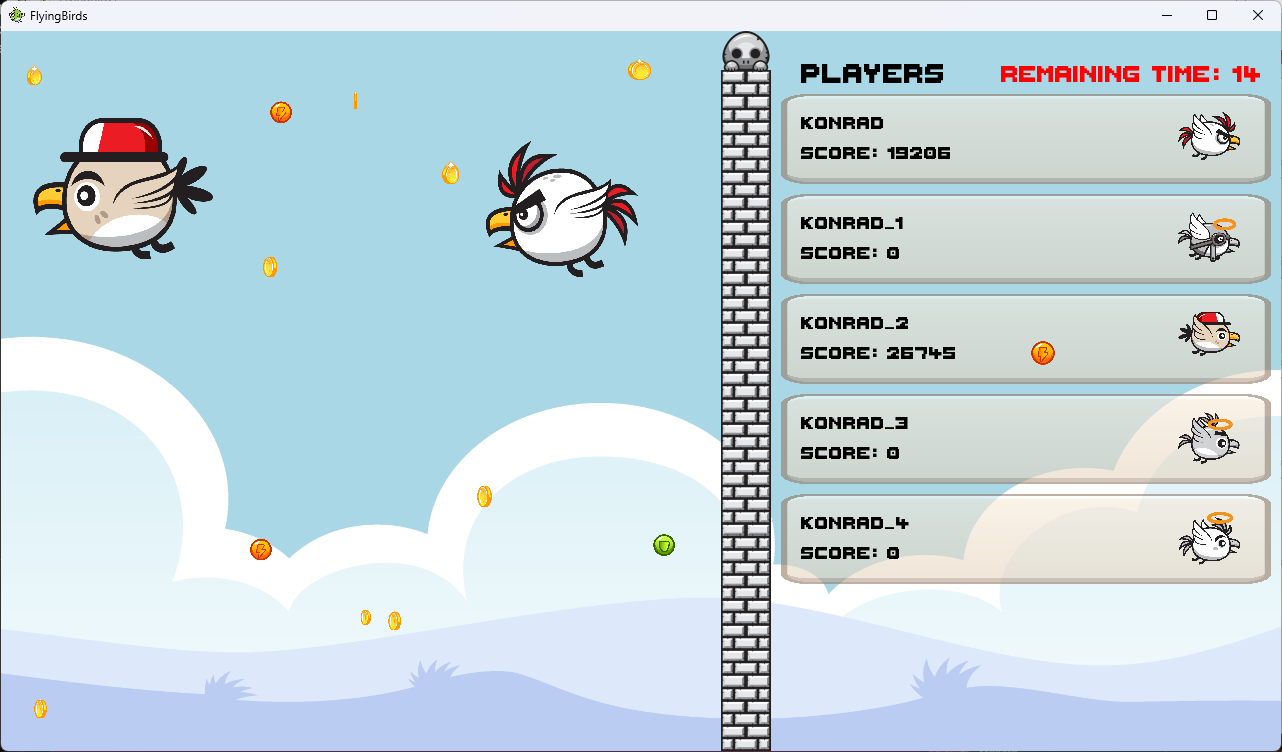 FlyingBirds
PLAYERS
REMAINING TIME: 14
KONRAD
SCORE: 19206
KONRAD_1
SCORE: 0
KONRAD_2
SCORE: 26745
KONRAD_3
SCORE: 0
KONRAD_4
SCORE: 0